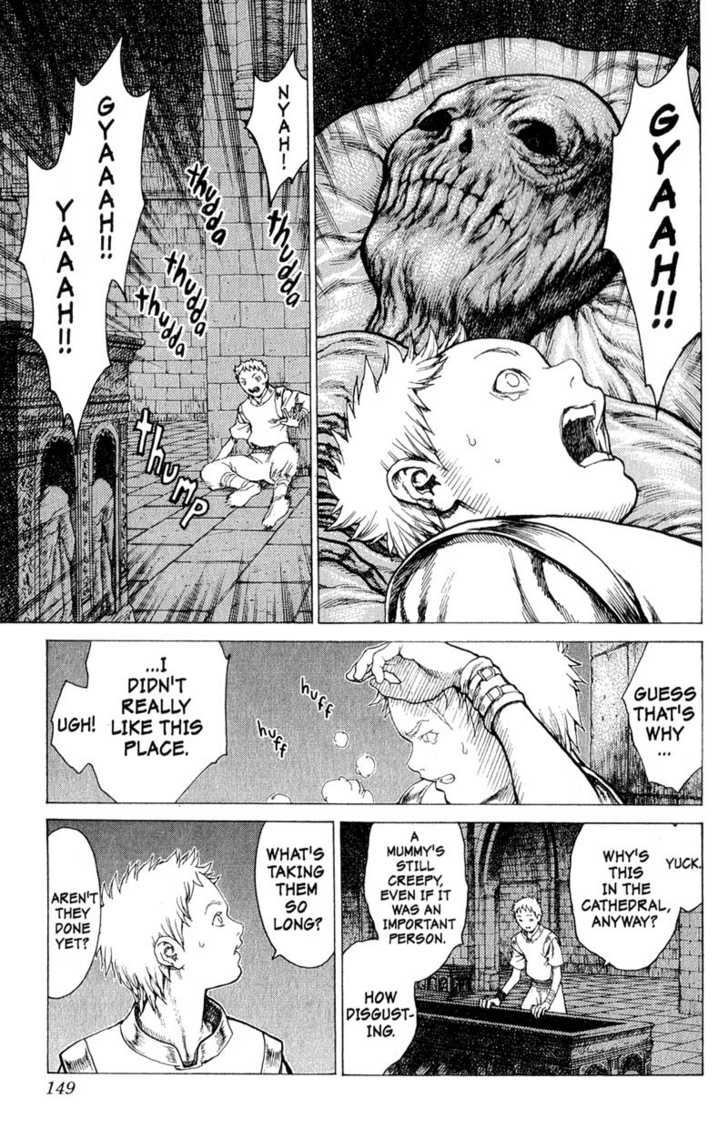 GYAAH!!
NYAH!
thudda
thudda
thudda
thudda
GYAAAH!!
YAAAH!!
thump
GUESS
THAT'S
WHY
...
huff
huff
...I
DIDN'T
REALLY
LIKE THIS
PLACE.
UGH!
YUCK.
WHY'S
THIS
IN THE
CATHEDRAL,
ANYWAY?
A
MUMMY'S
STILL
CREEPY,
EVEN IF IT
WAS AN
IMPORTANT
PERSON.
HOW
DISGUST-
ING.
WHAT'S
TAKING
THEM
SO
LONG?
AREN'T
THEY
DONE
YET?
149